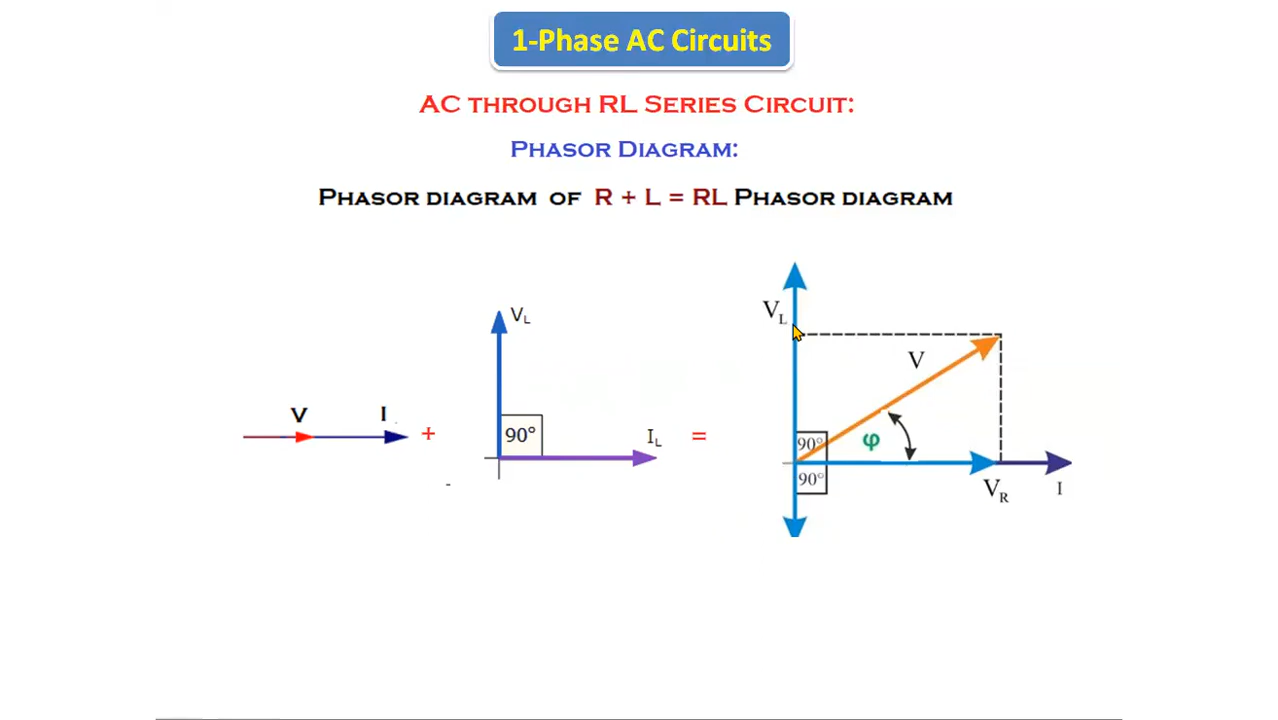 1-Phase AC Circuits
AC THROUGH RL SERIES CIRCUIT:
PHASOR DIAGRAM:
PHASOR DIAGRAM OF R + L = RL PHASOR DIAGRAM
V I
+
VL
90°
IL
=
VL
V
90°
φ
90°
VR
I